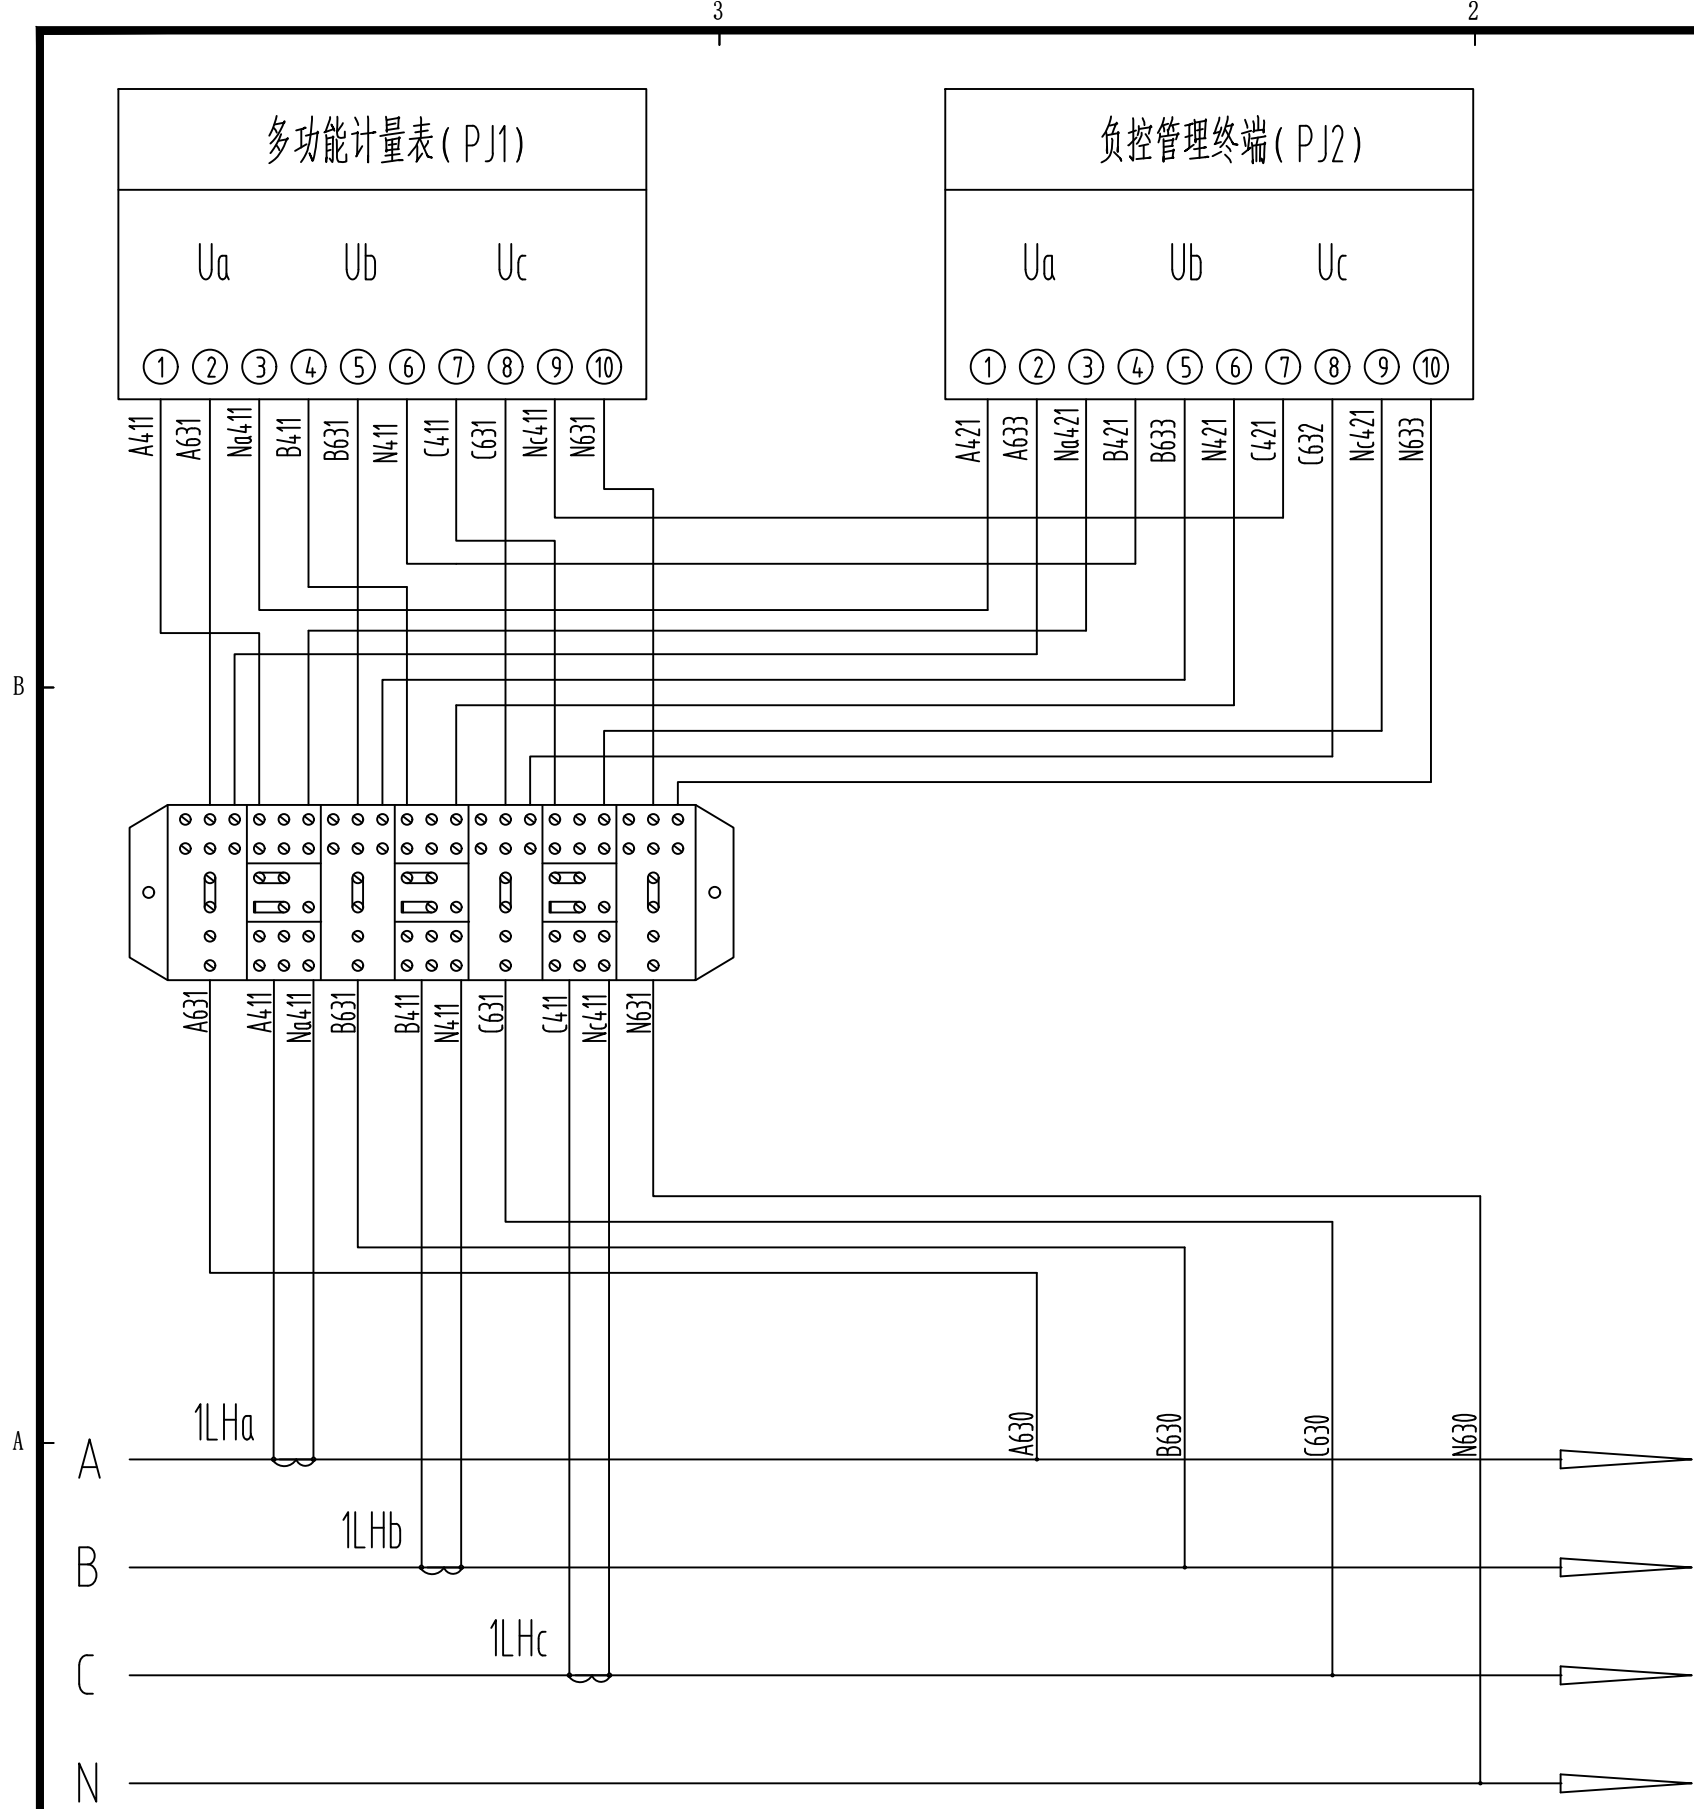 3 2
多功能计量表(PJ1)
负控管理终端(PJ2)
Ua Ub Uc
Ua Ub Uc
1 2 3 4 5 6 7 8 9 10
1 2 3 4 5 6 7 8 9 10
A411 A631 Na411 B411 B631 N411 C411 C631 Nc411 N631
A421 A633 Na421 B421 B633 N421 C421 C632 Nc421 N633
B
A631 A411 Na411 B631 B411 N411 C631 C411 Nc411 N631
A630 B630 C630 N630
1LHa
A
A
1LHb
B
1LHc
C
N